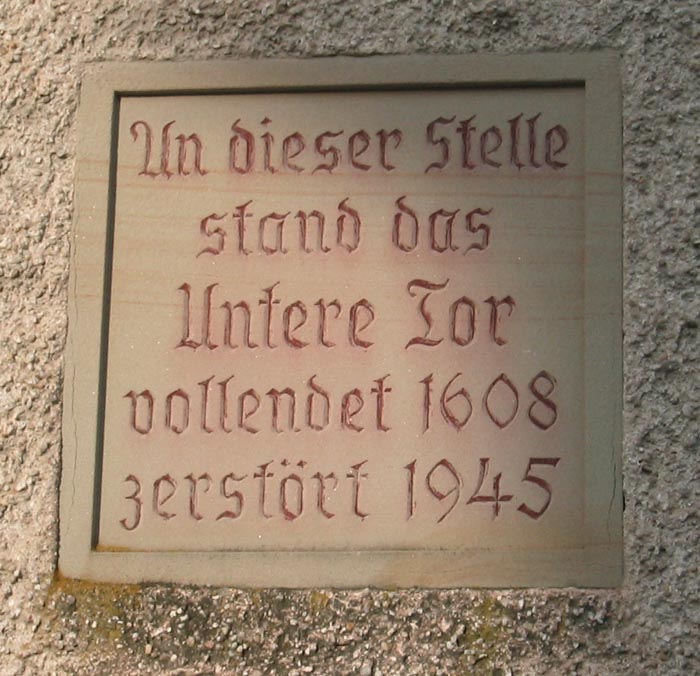 An dieser Stelle
stand das
Untere Tor
vollendet 1608
zerstört 1945